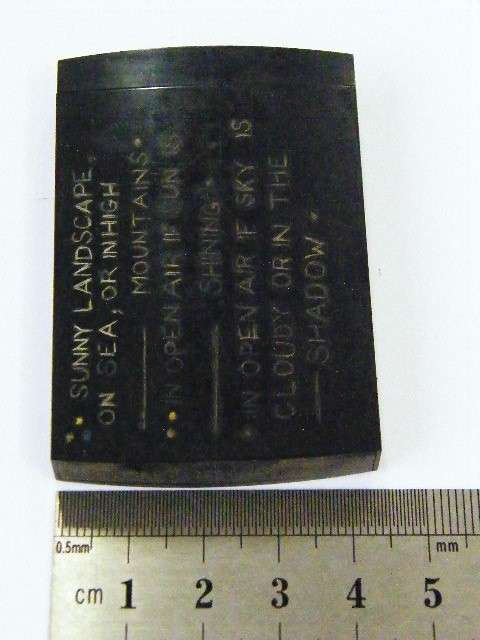 SUNNY LANDSCAPE,
ON SEA, OR IN HIGH
MOUNTAINS.
IN OPEN AIR IF SUN IS
SHINING.
IN OPEN AIR IF SKY IS
CLOUDY OR IN THE
SHADOW.
0.5mm mm
cm 1 2 3 4 5